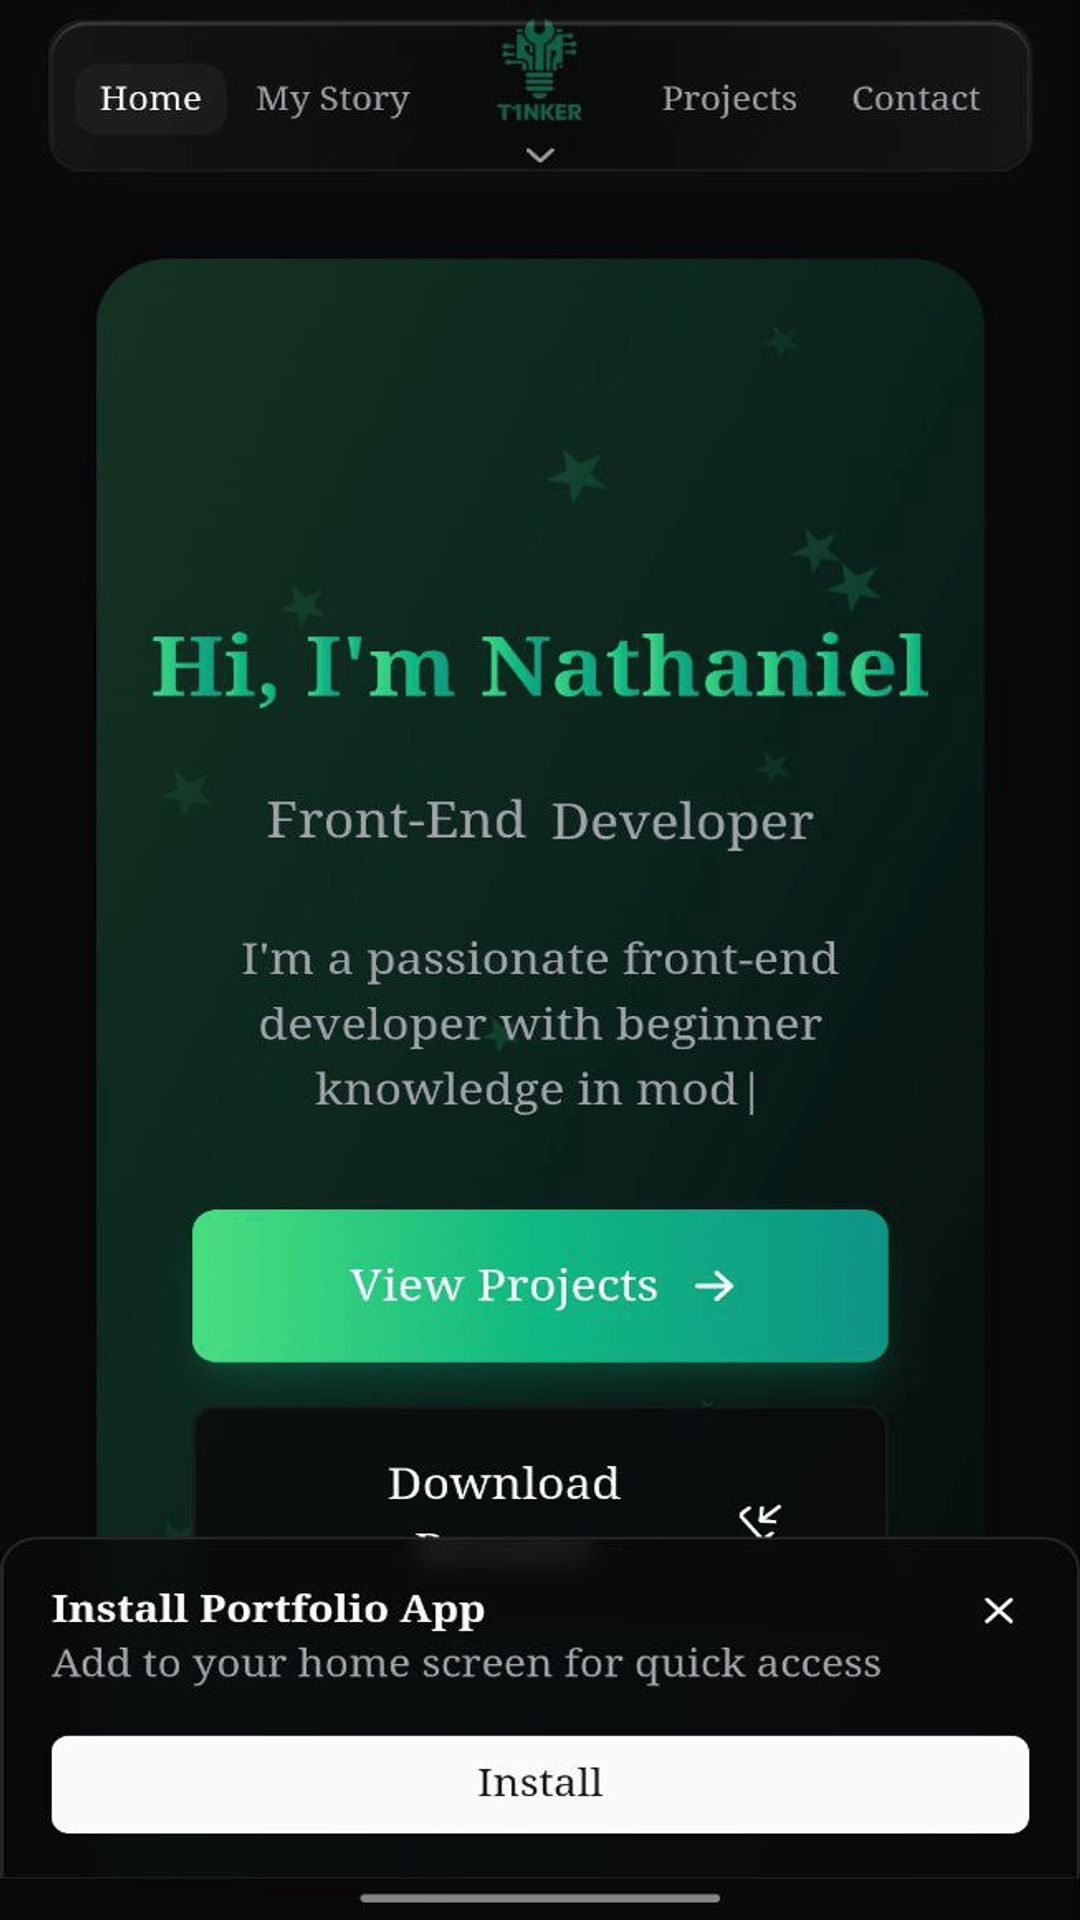 Home
My Story
T1NKER
Projects
Contact
Hi, I'm Nathaniel
Front-End Developer
I'm a passionate front-end
developer with beginner
knowledge in mod|
View Projects
Download
Install Portfolio App
Add to your home screen for quick access
Install